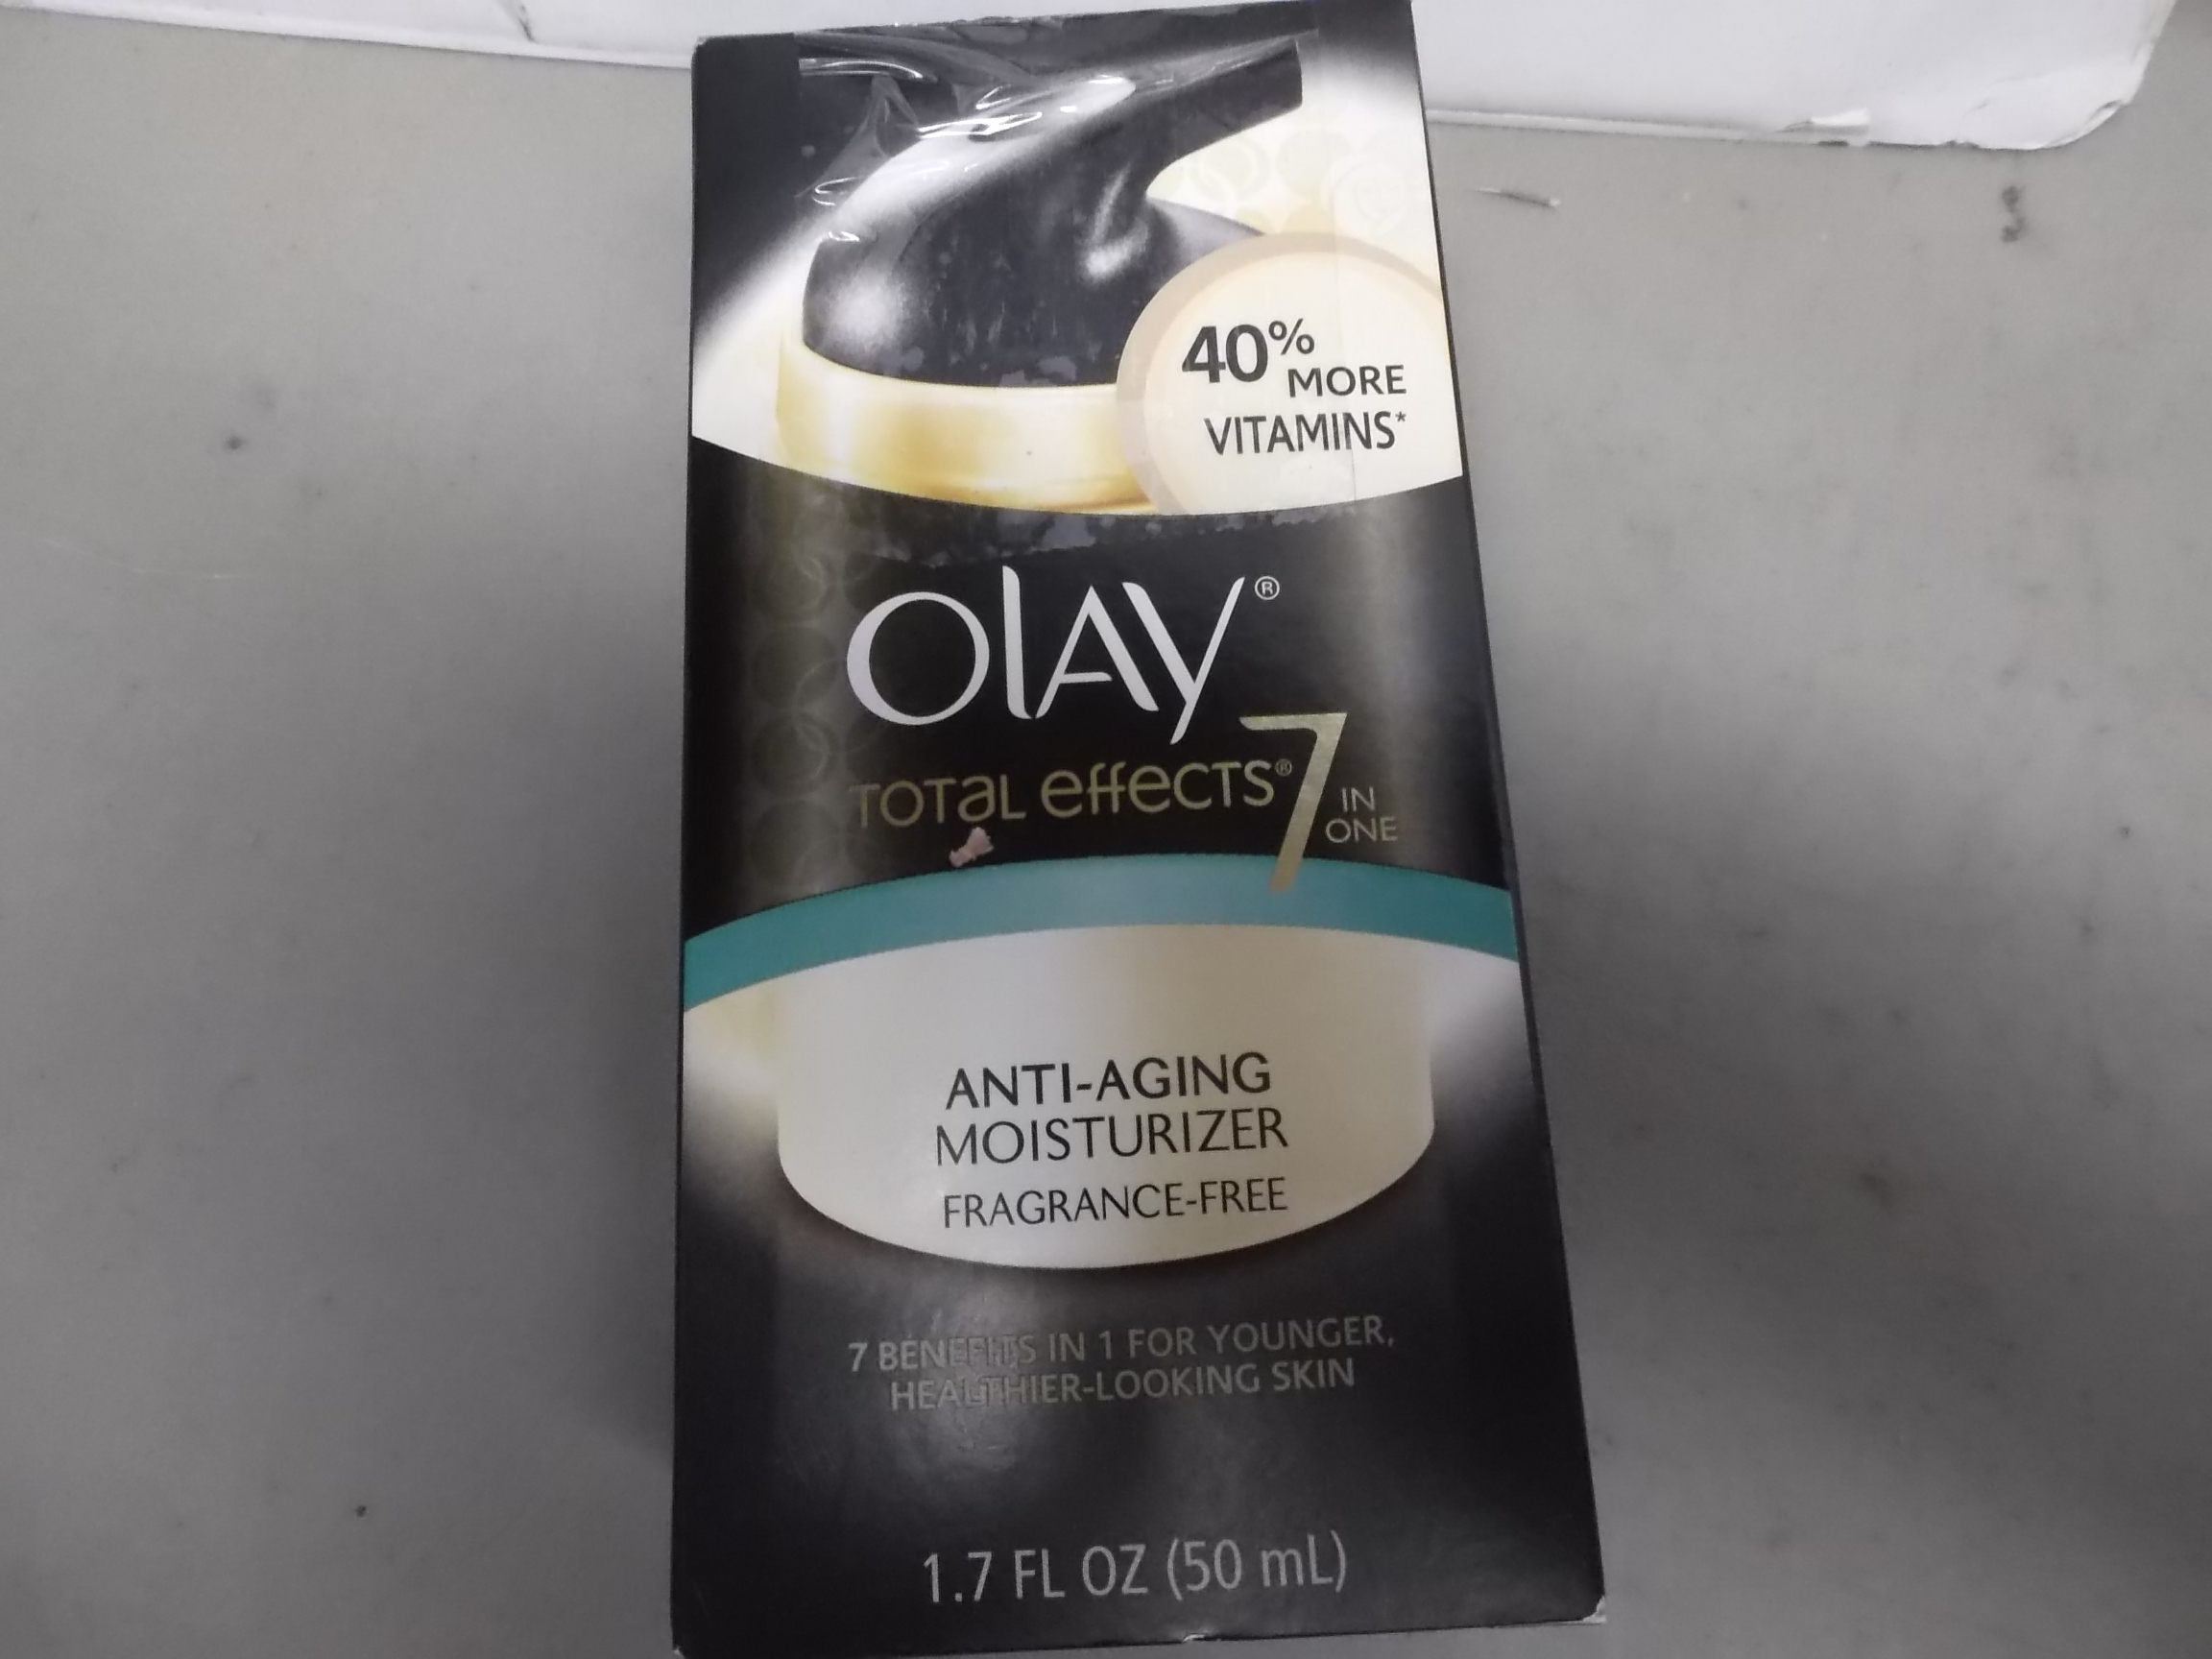 40% MORE
VITAMINS*
OLAY®
TOTAL effECTS® 7 IN
ONE
ANTI-AGING
MOISTURIZER
FRAGRANCE-FREE
7 BENEFITS IN 1 FOR YOUNGER,
HEALTHIER-LOOKING SKIN
1.7 FL OZ (50 mL)